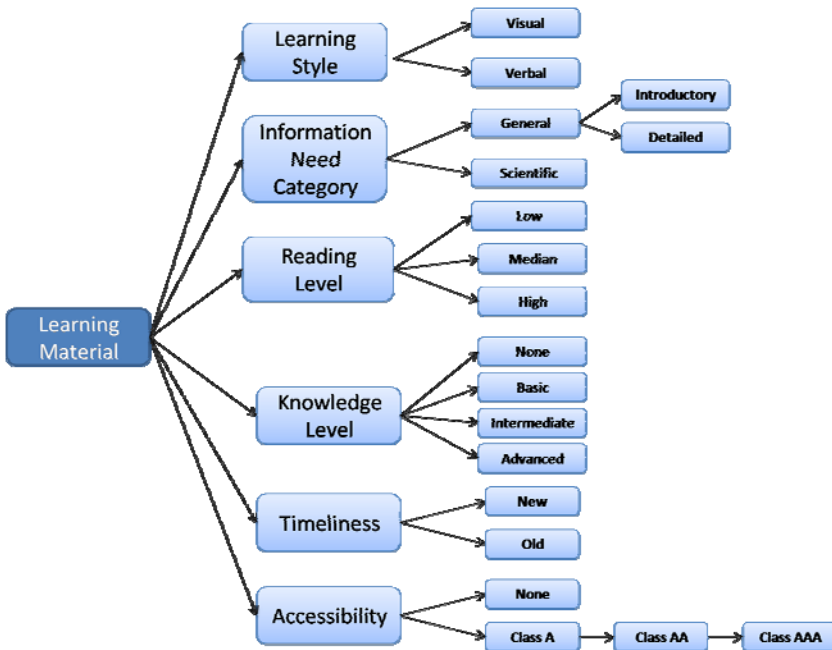 Learning
Material
Learning
Style
Visual
Verbal
Information
Need
Category
General
Introductory
Detailed
Scientific
Reading
Level
Low
Median
High
Knowledge
Level
None
Basic
Intermediate
Advanced
Timeliness
New
Old
Accessibility
None
Class A
Class AA
Class AAA